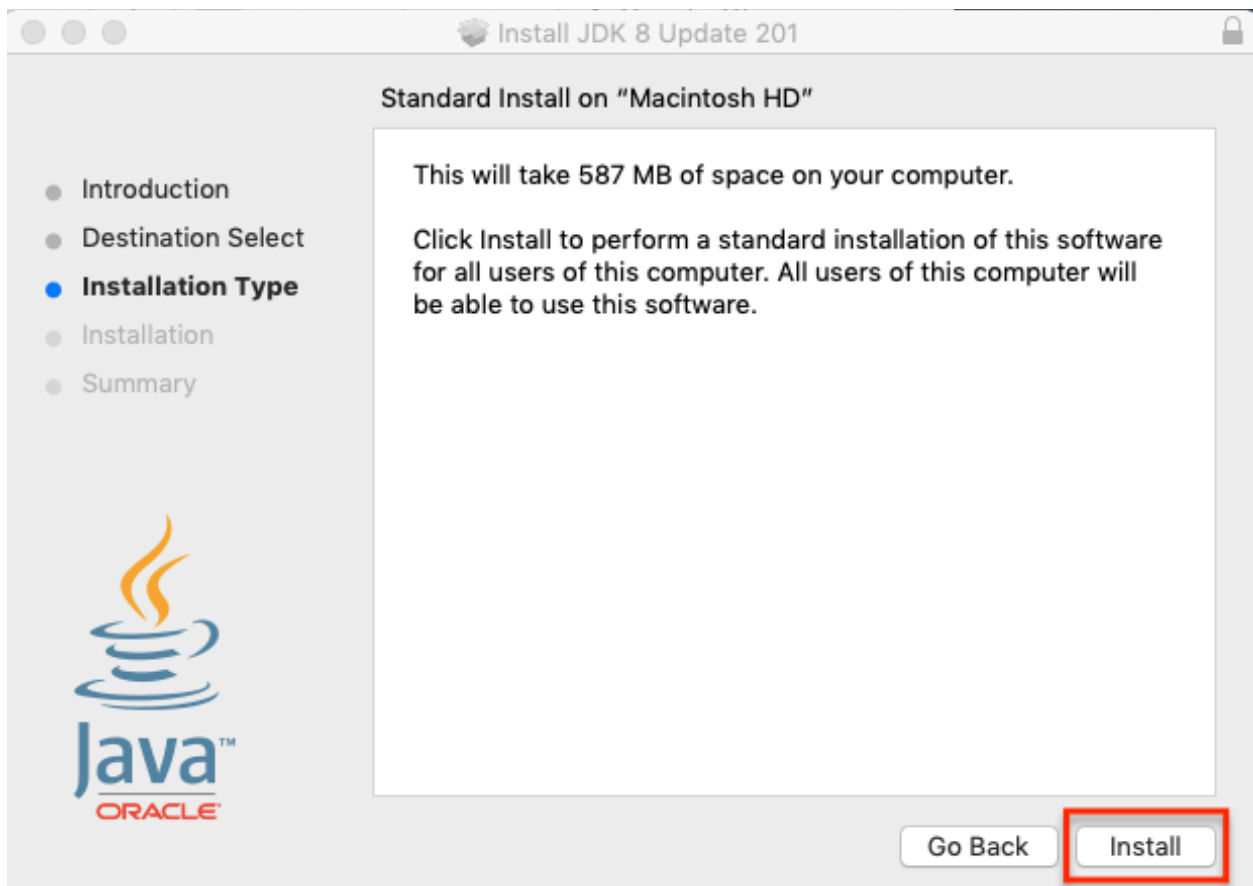 Install JDK 8 Update 201
Standard Install on “Macintosh HD”
Introduction
Destination Select
Installation Type
Installation
Summary
This will take 587 MB of space on your computer.
Click Install to perform a standard installation of this software
for all users of this computer. All users of this computer will
be able to use this software.
Java™
ORACLE®
Go Back
Install